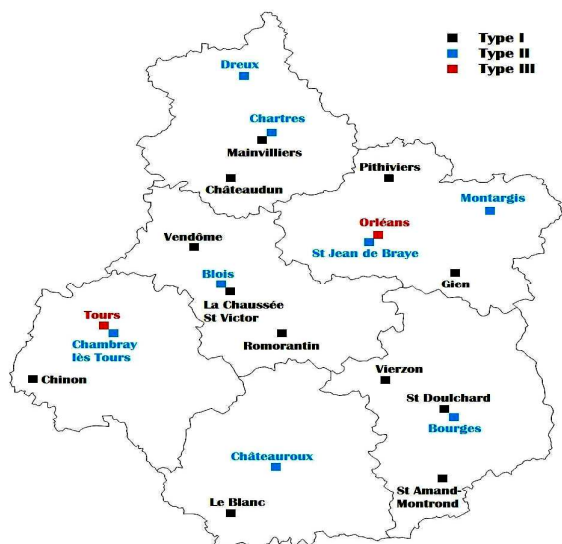 Type I
Type II
Type III
Dreux
Chartres
Mainvilliers
Châteaudun
Pithiviers
Montargis
Orléans
St Jean de Braye
Gien
Vendôme
Blois
La Chaussée
St Victor
Romorantin
Tours
Chambray
lès Tours
Chinon
Vierzon
St Doulchard
Bourges
Châteauroux
Le Blanc
St Amand-
Montrond